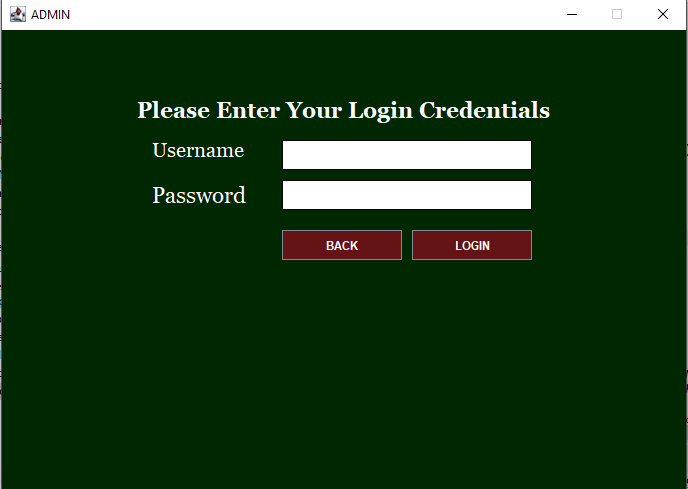 ADMIN
Please Enter Your Login Credentials
Username
Password
BACK LOGIN